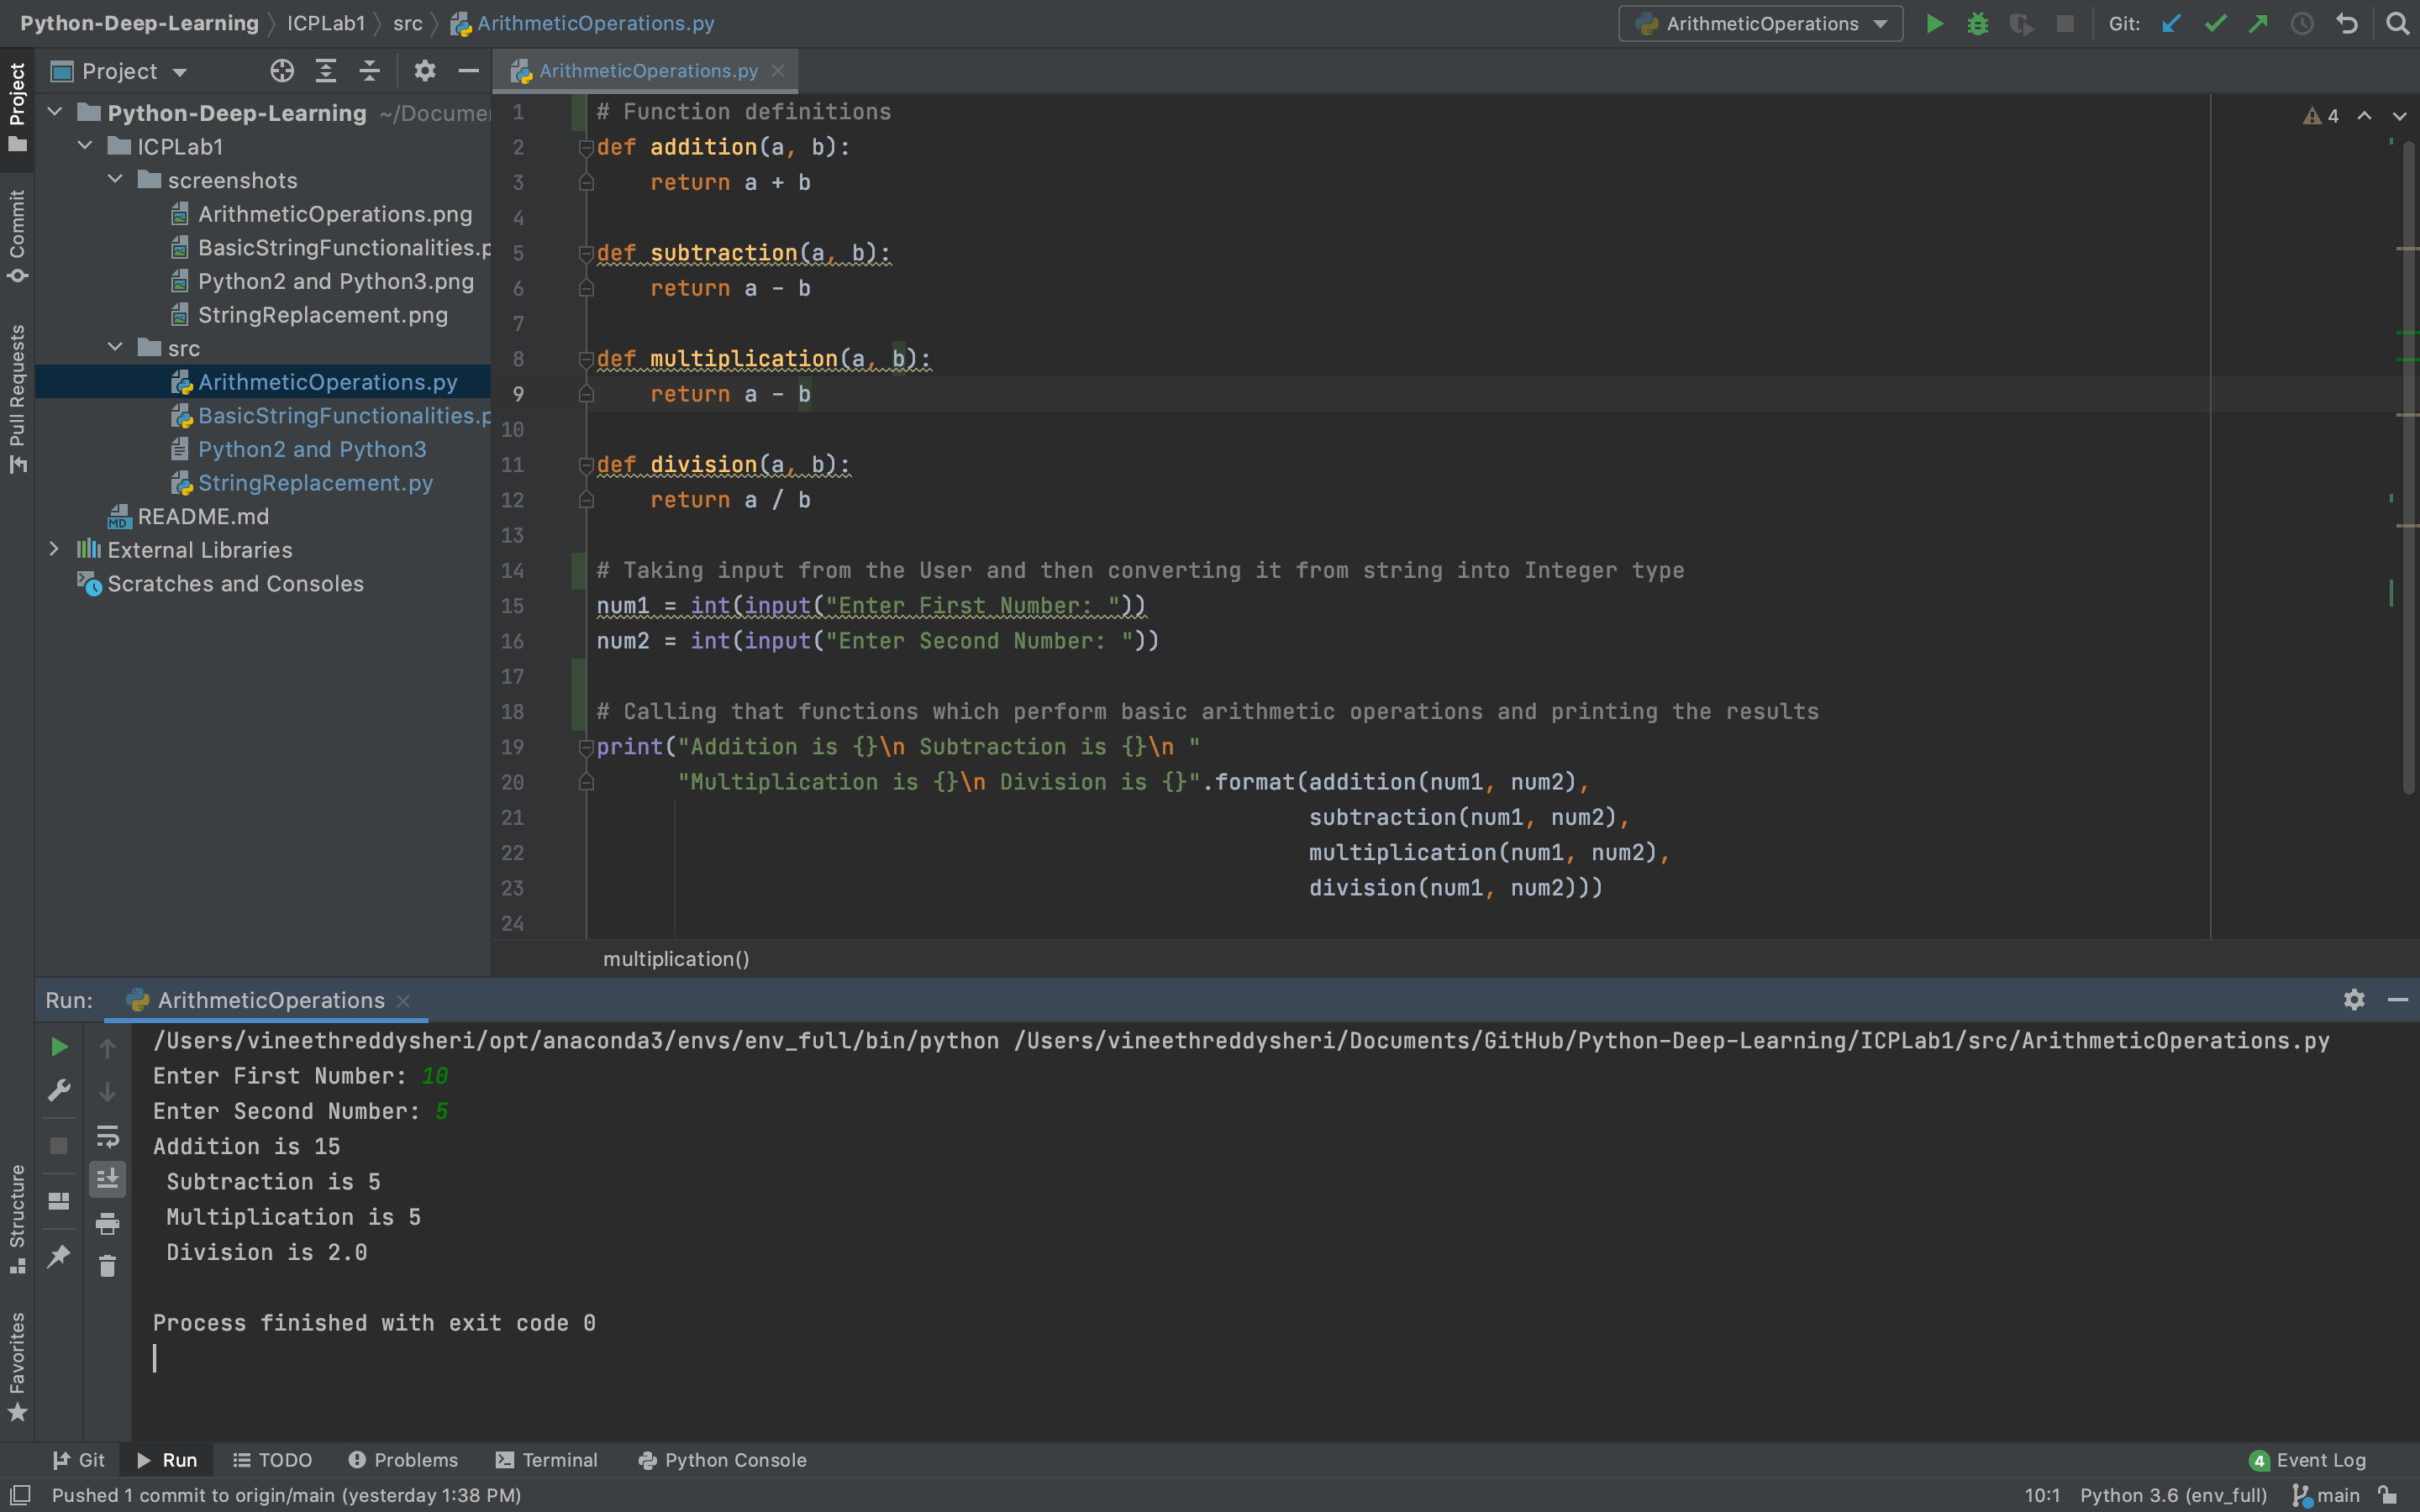 Python-Deep-Learning ICPLab1 src ArithmeticOperations.py
ArithmeticOperations Git:
Project
ArithmeticOperations.py
Project
Commit
Pull Requests
Structure
Favorites
Python-Deep-Learning ~/Docume
ICPLab1
screenshots
ArithmeticOperations.png
BasicStringFunctionalities.p
Python2 and Python3.png
StringReplacement.png
src
ArithmeticOperations.py
BasicStringFunctionalities.p
Python2 and Python3
StringReplacement.py
README.md
External Libraries
Scratches and Consoles
4
1 # Function definitions
2 def addition(a, b):
3 return a + b
4
5 def subtraction(a, b):
6 return a - b
7
8 def multiplication(a, b):
9 return a - b
10
11 def division(a, b):
12 return a / b
13
14 # Taking input from the User and then converting it from string into Integer type
15 num1 = int(input("Enter First Number: "))
16 num2 = int(input("Enter Second Number: "))
17
18 # Calling that functions which perform basic arithmetic operations and printing the results
19 print("Addition is {}\n Subtraction is {}\n "
20 "Multiplication is {}\n Division is {}".format(addition(num1, num2),
21 subtraction(num1, num2),
22 multiplication(num1, num2),
23 division(num1, num2)))
24
multiplication()
Run: ArithmeticOperations
/Users/vineethreddysheri/opt/anaconda3/envs/env_full/bin/python /Users/vineethreddysheri/Documents/GitHub/Python-Deep-Learning/ICPLab1/src/ArithmeticOperations.py
Enter First Number: 10
Enter Second Number: 5
Addition is 15
Subtraction is 5
Multiplication is 5
Division is 2.0
Process finished with exit code 0
Git Run TODO Problems Terminal Python Console 4 Event Log
Pushed 1 commit to origin/main (yesterday 1:38 PM) 10:1 Python 3.6 (env_full) main